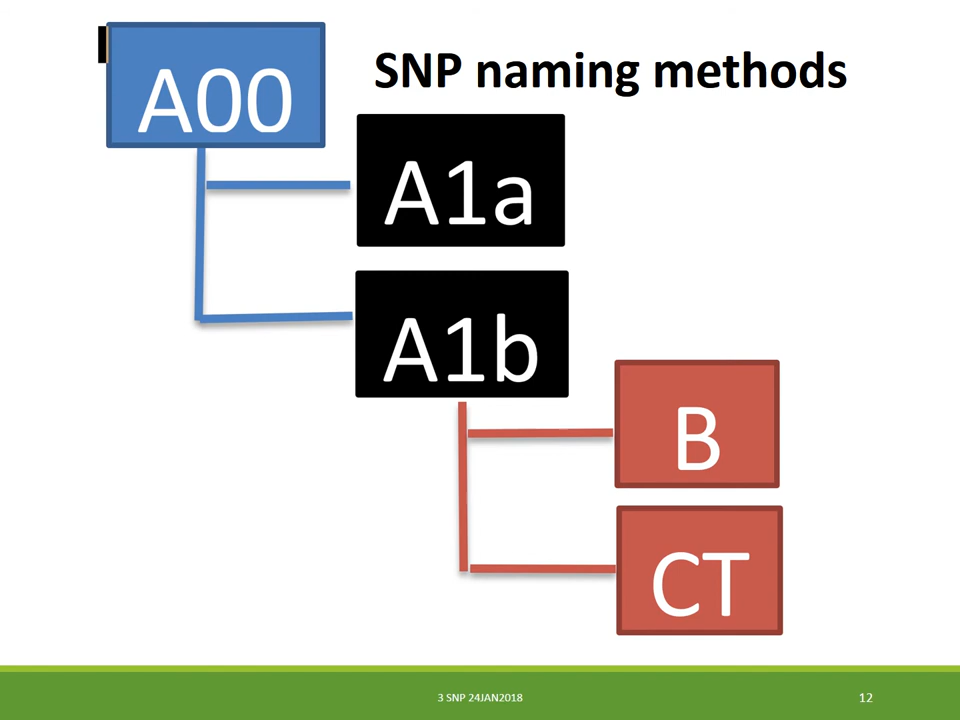 A00
SNP naming methods
A1a
A1b
B
CT
3 SNP 24JAN2018
12